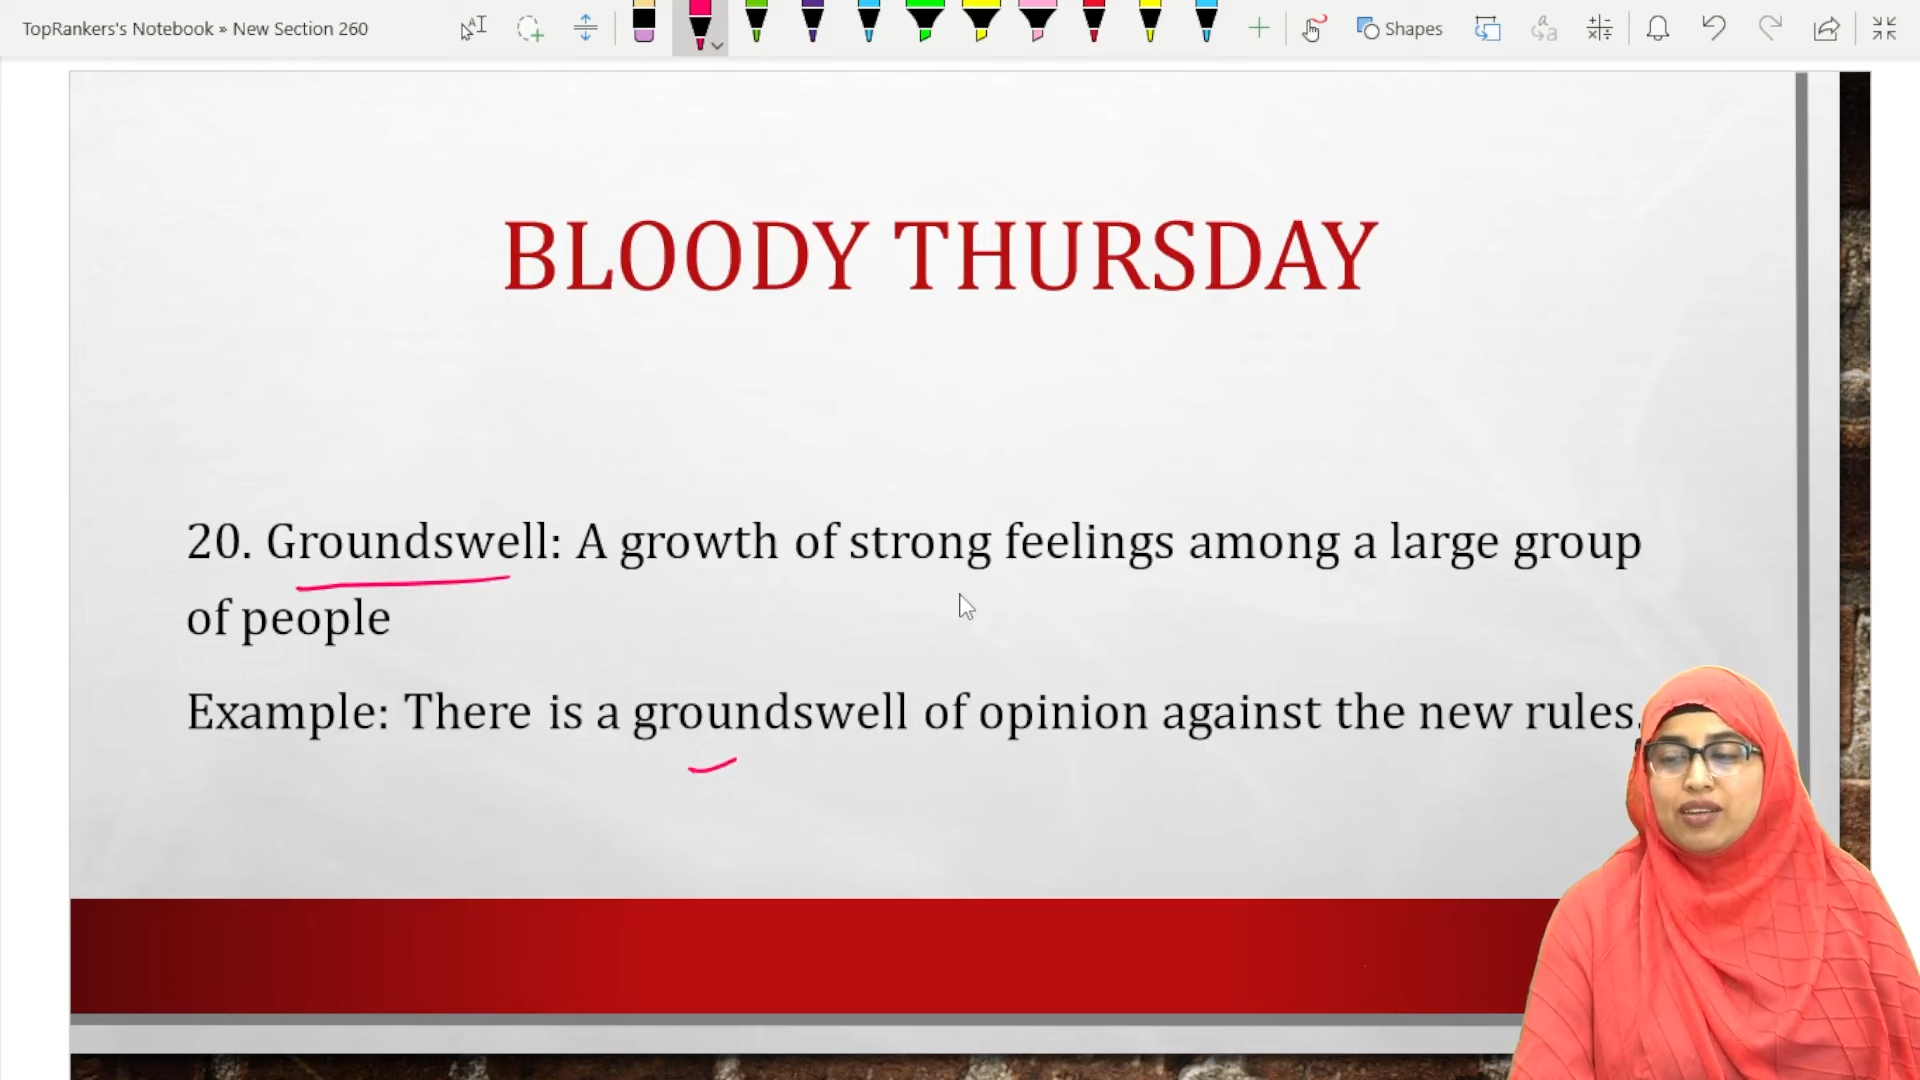 TopRankers's Notebook » New Section 260
Shapes
BLOODY THURSDAY
20. Groundswell: A growth of strong feelings among a large group
of people
Example: There is a groundswell of opinion against the new rules.